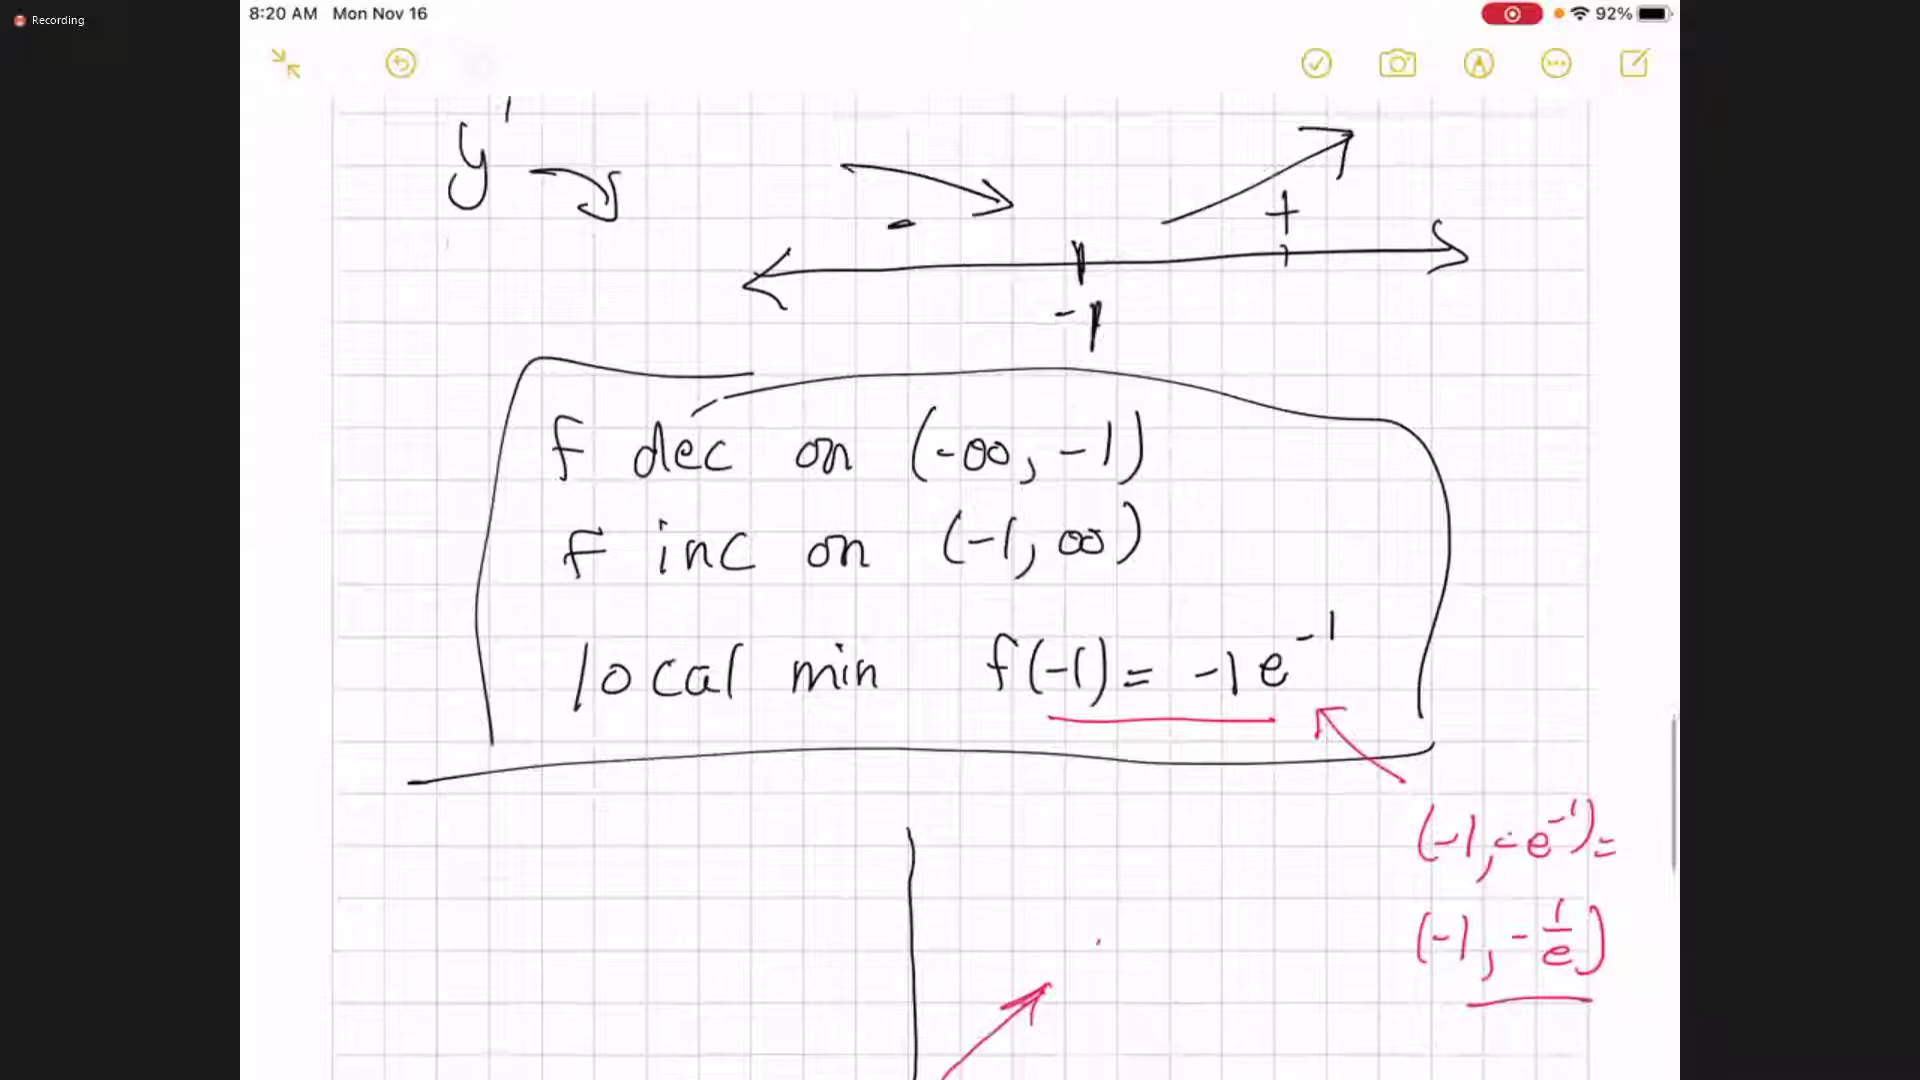 Recording
8:20 AM Mon Nov 16
92%
y'
- +
-1
f dec on (-∞, -1)
f inc on (-1, ∞)
local min f(-1) = -1e⁻¹
(-1, -e⁻¹) =
(-1, -1/e)